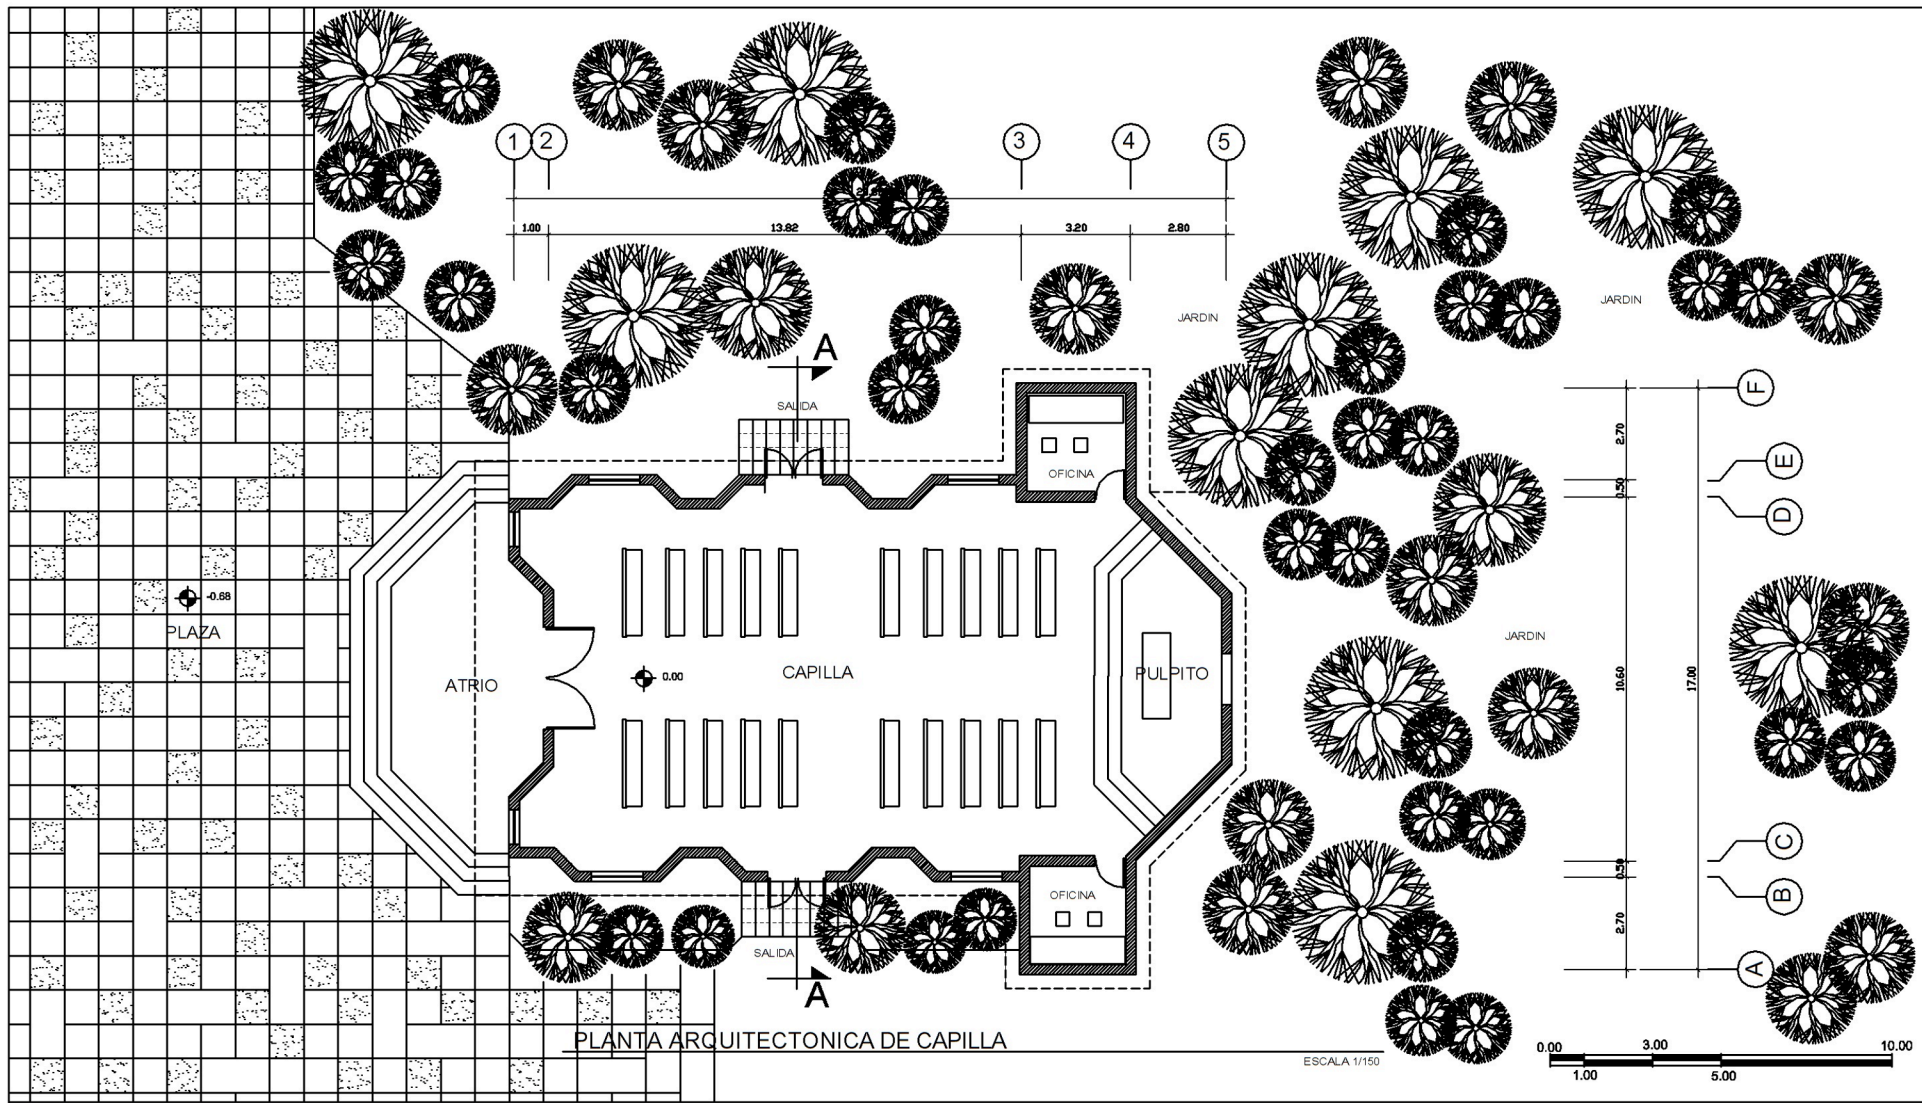 1 2 3 4 5
1.00 13.82 3.20 2.80
JARDIN
JARDIN
A
SALIDA
F
2.70
E
OFICINA
0.50
D
-0.68
PLAZA
JARDIN
ATRIO
0.00
CAPILLA
PULPITO
10.60
17.00
C
0.50
OFICINA
B
2.70
SALIDA
A
A
PLANTA ARQUITECTONICA DE CAPILLA
ESCALA 1/150
0.00 3.00 10.00
1.00 5.00